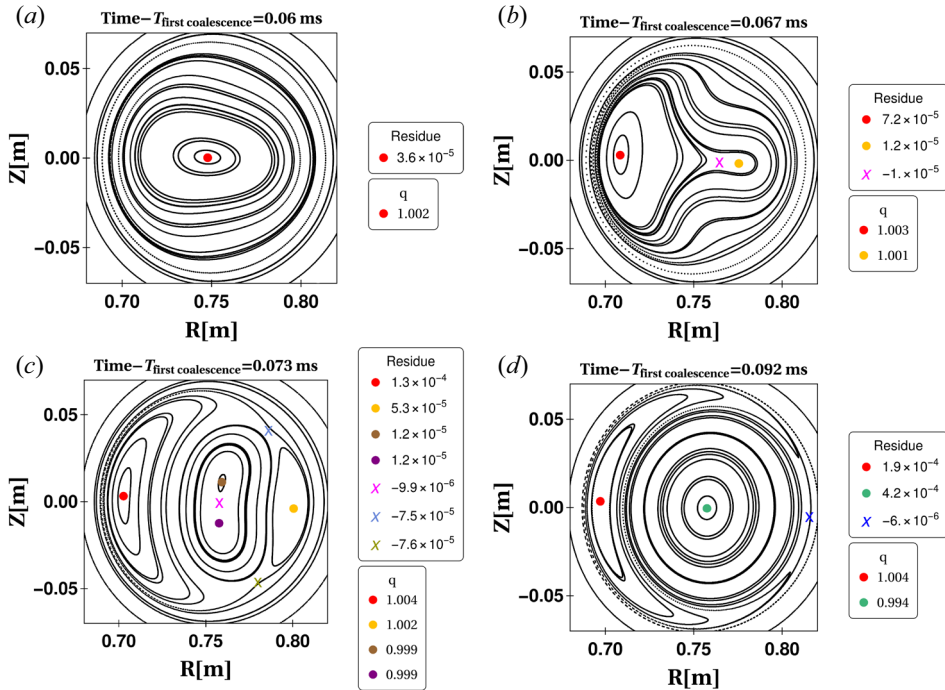 (a)
Time−T first coalescence=0.06 ms
0.05
0.00
−0.05
Z[m]
0.70
0.75
0.80
R[m]
Residue
3.6×10⁻⁵
q
1.002
(b)
Time−T first coalescence=0.067 ms
0.05
0.00
−0.05
Z[m]
0.70
0.75
0.80
R[m]
Residue
7.2×10⁻⁵
1.2×10⁻⁵
X −1.×10⁻⁵
q
1.003
1.001
(c)
Time−T first coalescence=0.073 ms
0.05
0.00
−0.05
Z[m]
0.70
0.75
0.80
R[m]
Residue
1.3×10⁻⁴
5.3×10⁻⁵
1.2×10⁻⁵
1.2×10⁻⁵
X −9.9×10⁻⁶
X −7.5×10⁻⁵
X −7.6×10⁻⁵
q
1.004
1.002
0.999
0.999
(d)
Time−T first coalescence=0.092 ms
0.05
0.00
−0.05
Z[m]
0.70
0.75
0.80
R[m]
Residue
1.9×10⁻⁴
4.2×10⁻⁴
X −6.×10⁻⁶
q
1.004
0.994